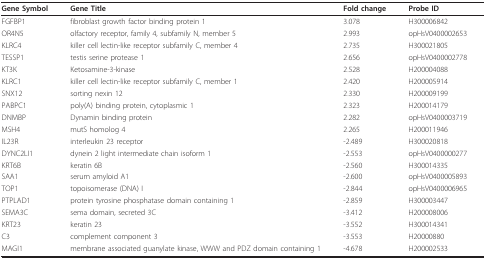 Gene Symbol Gene Title Fold change Probe ID
FGFBP1 fibroblast growth factor binding protein 1 3.078 H300006842
OR4N5 olfactory receptor, family 4, subfamily N, member 5 2.993 opHsV0400002653
KLRC4 killer cell lectin-like receptor subfamily C, member 4 2.735 H300021805
TESSP1 testis serine protease 1 2.656 opHsV0400002778
KT3K Ketosamine-3-kinase 2.528 H200004088
KLRC1 killer cell lectin-like receptor subfamily C, member 1 2.420 H200005914
SNX12 sorting nexin 12 2.330 H200009199
PABPC1 poly(A) binding protein, cytoplasmic 1 2.323 H200014179
DNMBP Dynamin binding protein 2.282 opHsV0400003719
MSH4 mutS homolog 4 2.265 H200011946
IL23R interleukin 23 receptor -2.489 H300020818
DYNC2LI1 dynein 2 light intermediate chain isoform 1 -2.553 opHsV0400000277
KRT6B keratin 6B -2.560 H300014335
SAA1 serum amyloid A1 -2.600 opHsV0400005893
TOP1 topoisomerase (DNA) I -2.844 opHsV0400006965
PTPLAD1 protein tyrosine phosphatase domain containing 1 -2.859 H300003447
SEMA3C sema domain, secreted 3C -3.412 H200008006
KRT23 keratin 23 -3.552 H300014341
C3 complement component 3 -3.553 H20000880
MAGI1 membrane associated guanylate kinase, WWW and PDZ domain containing 1 -4.678 H200002533